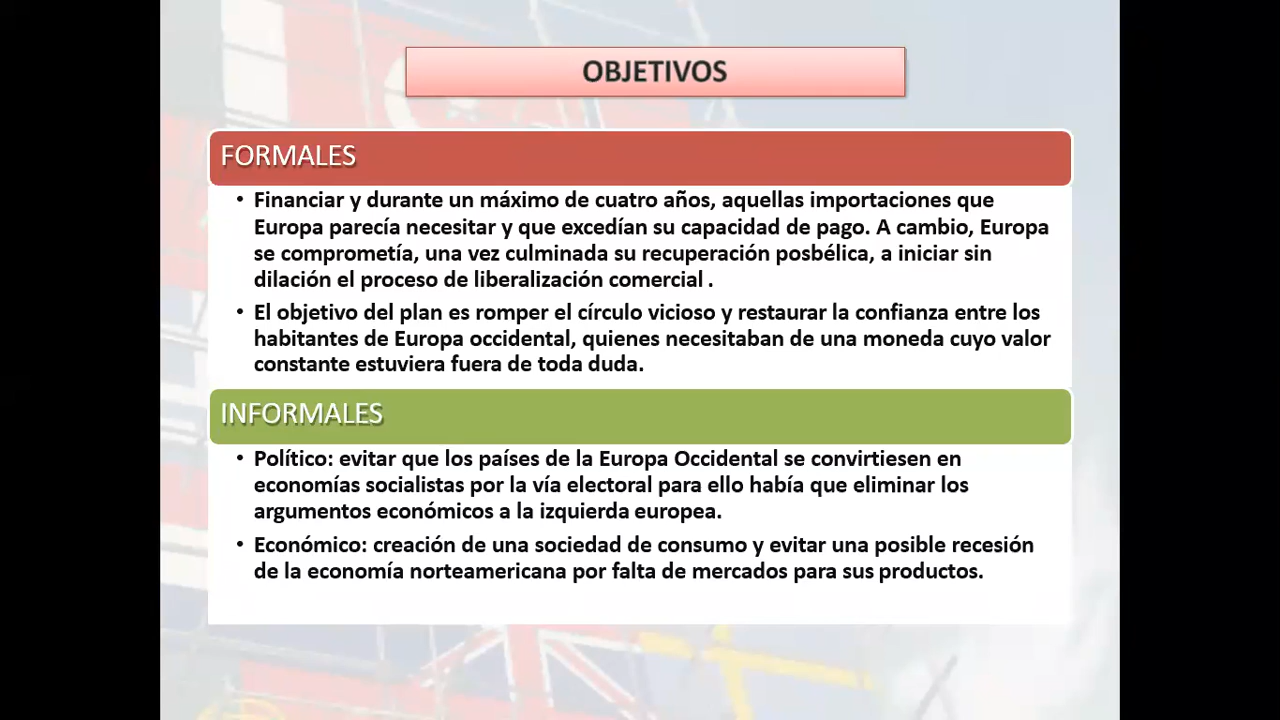 OBJETIVOS
FORMALES
• Financiar y durante un máximo de cuatro años, aquellas importaciones que
Europa parecía necesitar y que excedían su capacidad de pago. A cambio, Europa
se comprometía, una vez culminada su recuperación posbélica, a iniciar sin
dilación el proceso de liberalización comercial .
• El objetivo del plan es romper el círculo vicioso y restaurar la confianza entre los
habitantes de Europa occidental, quienes necesitaban de una moneda cuyo valor
constante estuviera fuera de toda duda.
INFORMALES
• Político: evitar que los países de la Europa Occidental se convirtiesen en
economías socialistas por la vía electoral para ello había que eliminar los
argumentos económicos a la izquierda europea.
• Económico: creación de una sociedad de consumo y evitar una posible recesión
de la economía norteamericana por falta de mercados para sus productos.